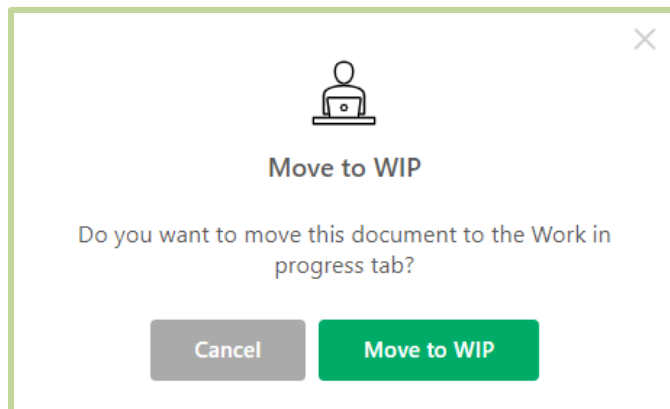 Move to WIP
Do you want to move this document to the Work in
progress tab?
Cancel
Move to WIP